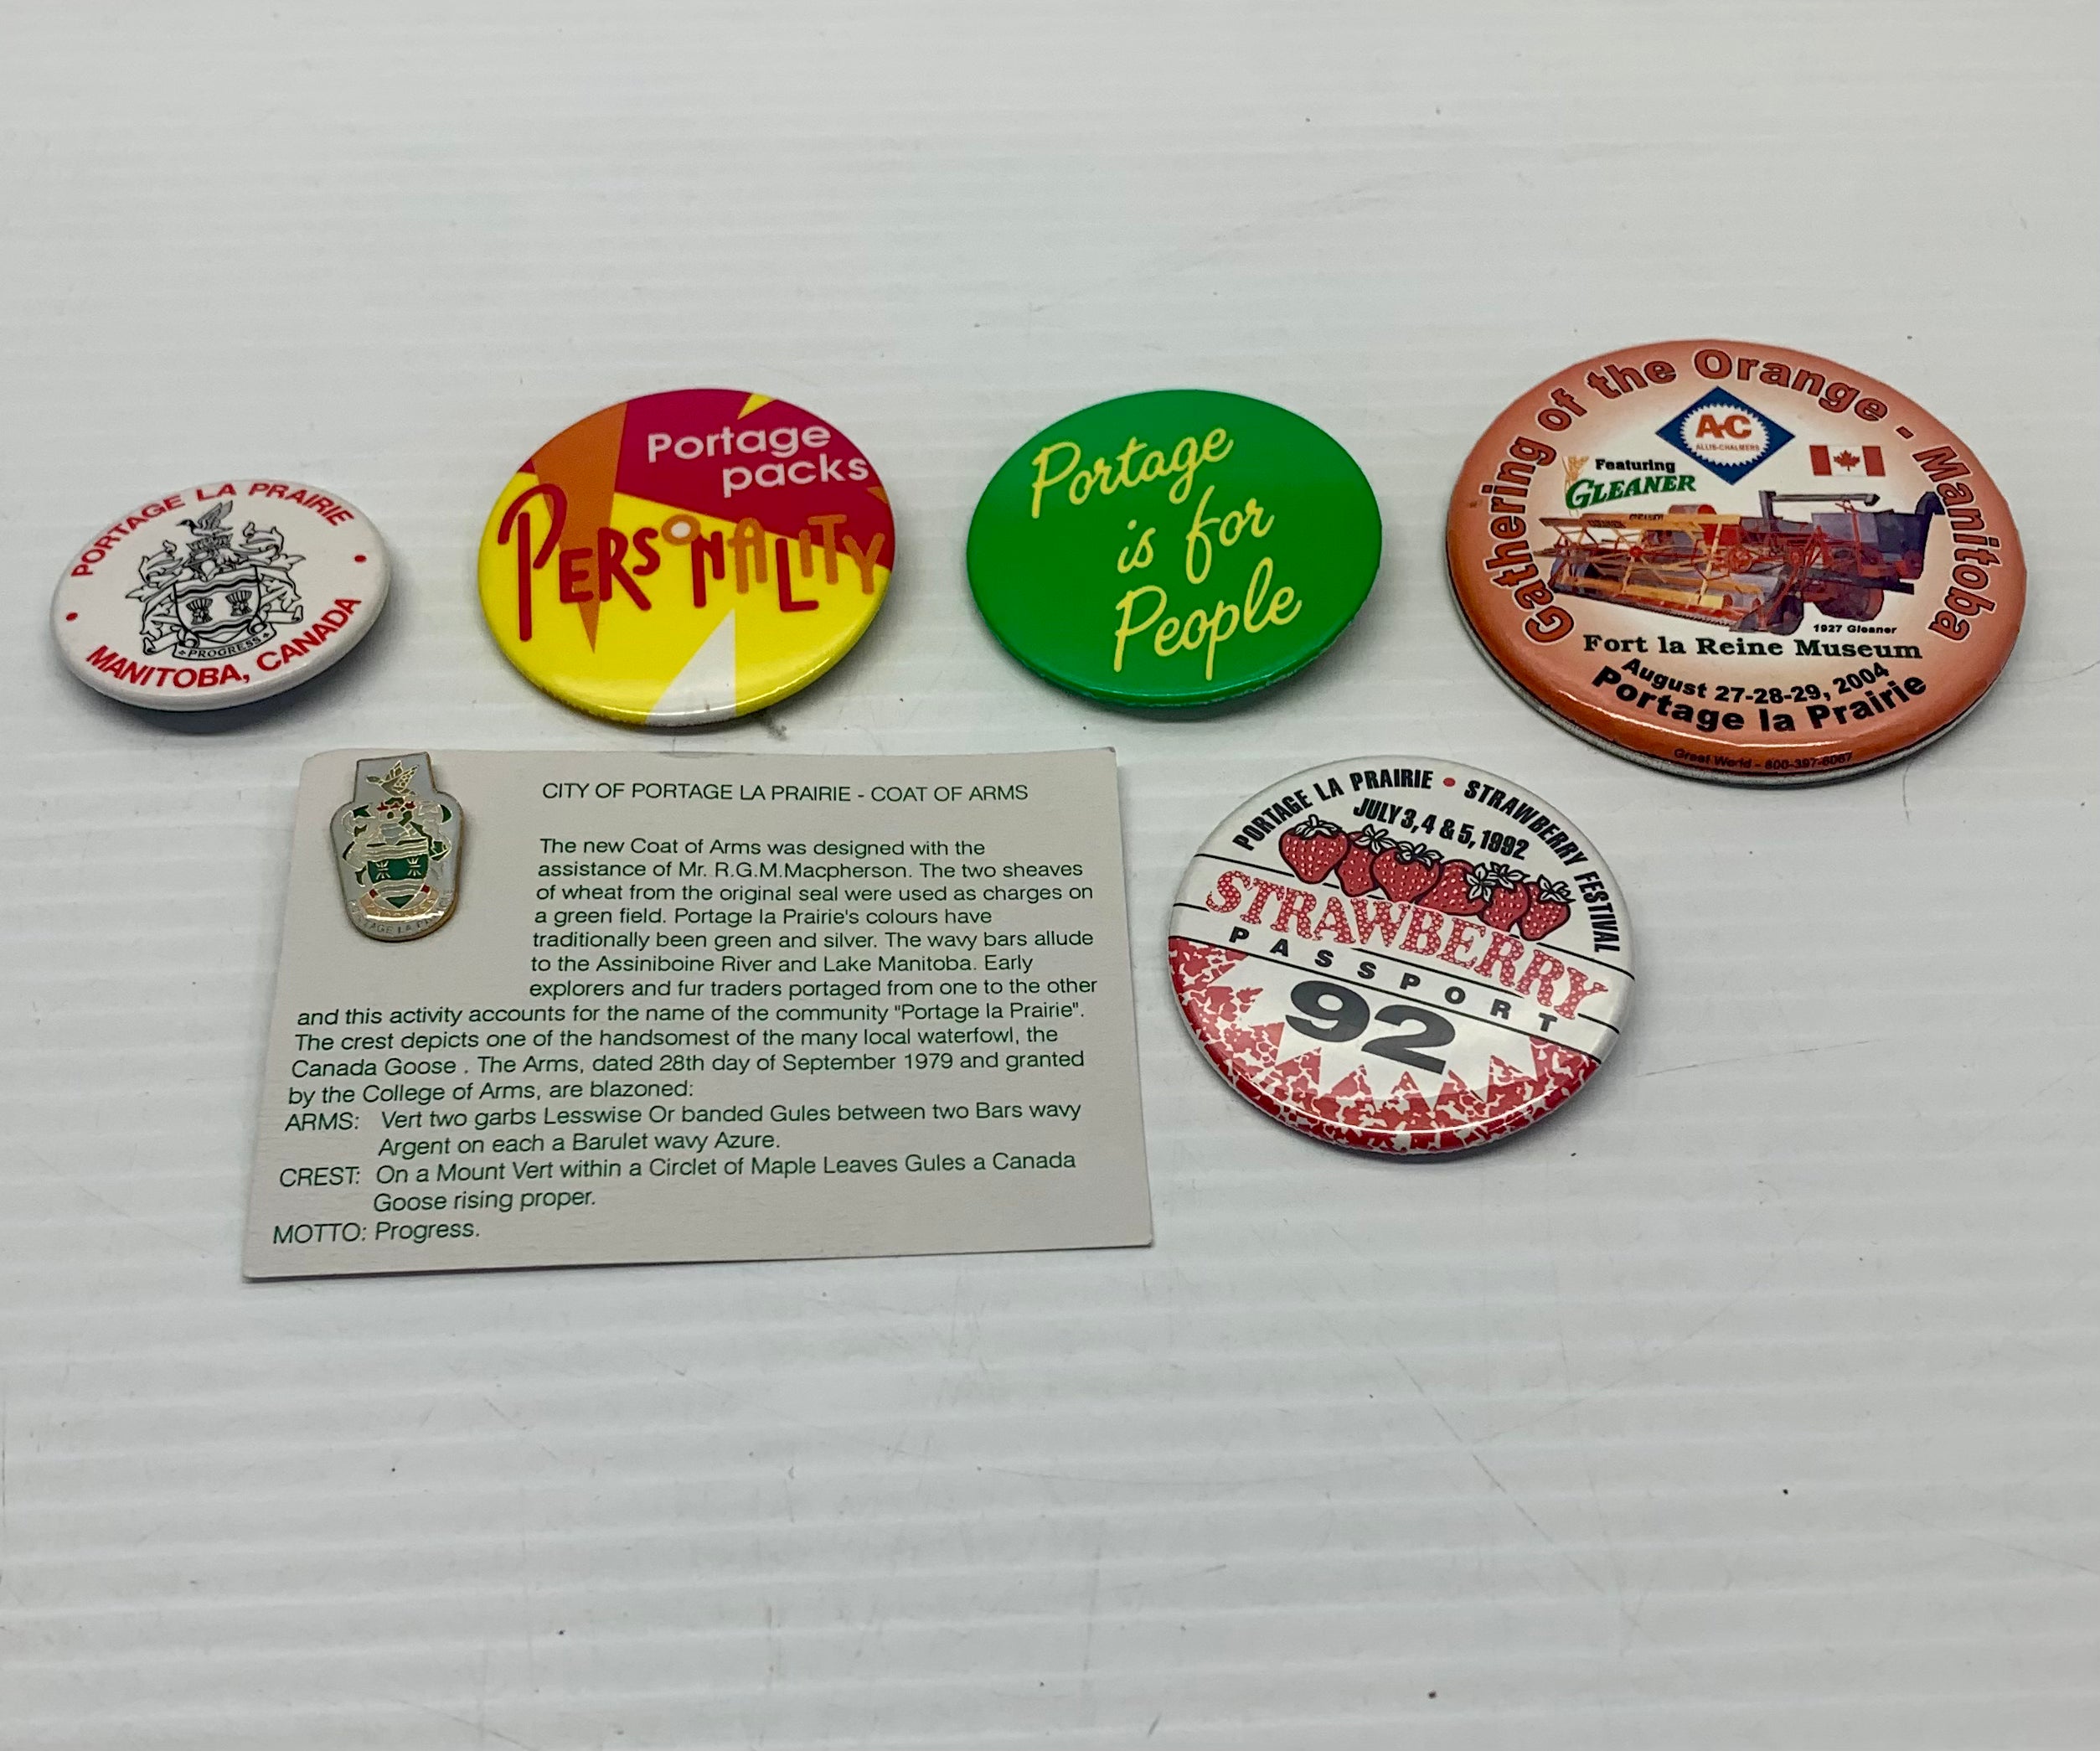 PORTAGE LA PRAIRIE
PROGRESS
MANITOBA, CANADA
Portage
packs
PERSONALITY
Portage
is for
People
Gathering of the Orange - Manitoba
A-C
ALLIS-CHALMERS
Featuring
GLEANER
1927 Gleaner
Fort la Reine Museum
August 27-28-29, 2004
Portage la Prairie
Great World - 800-397-6067
CITY OF PORTAGE LA PRAIRIE - COAT OF ARMS
The new Coat of Arms was designed with the
assistance of Mr. R.G.M.Macpherson. The two sheaves
of wheat from the original seal were used as charges on
a green field. Portage la Prairie's colours have
traditionally been green and silver. The wavy bars allude
to the Assiniboine River and Lake Manitoba. Early
explorers and fur traders portaged from one to the other
and this activity accounts for the name of the community "Portage la Prairie".
The crest depicts one of the handsomest of the many local waterfowl, the
Canada Goose . The Arms, dated 28th day of September 1979 and granted
by the College of Arms, are blazoned:
ARMS: Vert two garbs Lesswise Or banded Gules between two Bars wavy
Argent on each a Barulet wavy Azure.
CREST: On a Mount Vert within a Circlet of Maple Leaves Gules a Canada
Goose rising proper.
MOTTO: Progress.
PORTAGE LA PRAIRIE • STRAWBERRY FESTIVAL
JULY 3, 4 & 5, 1992
STRAWBERRY
PASSPORT
92